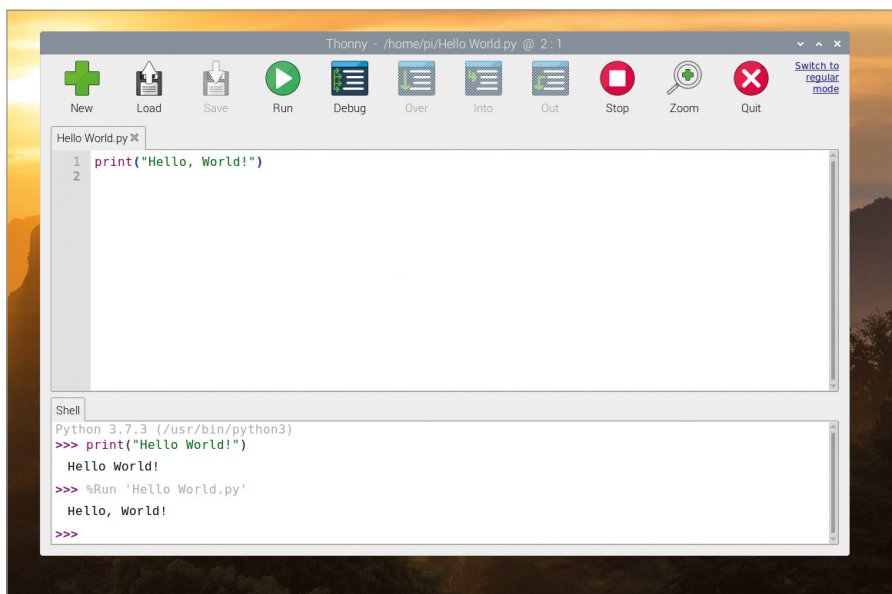 Thonny - /home/pi/Hello World.py @ 2 : 1
New Load Save Run Debug Over Into Out Stop Zoom Quit
Switch to
regular
mode
Hello World.py
1 print("Hello, World!")
2
Shell
Python 3.7.3 (/usr/bin/python3)
>>> print("Hello World!")
Hello World!
>>> %Run 'Hello World.py'
Hello, World!
>>>